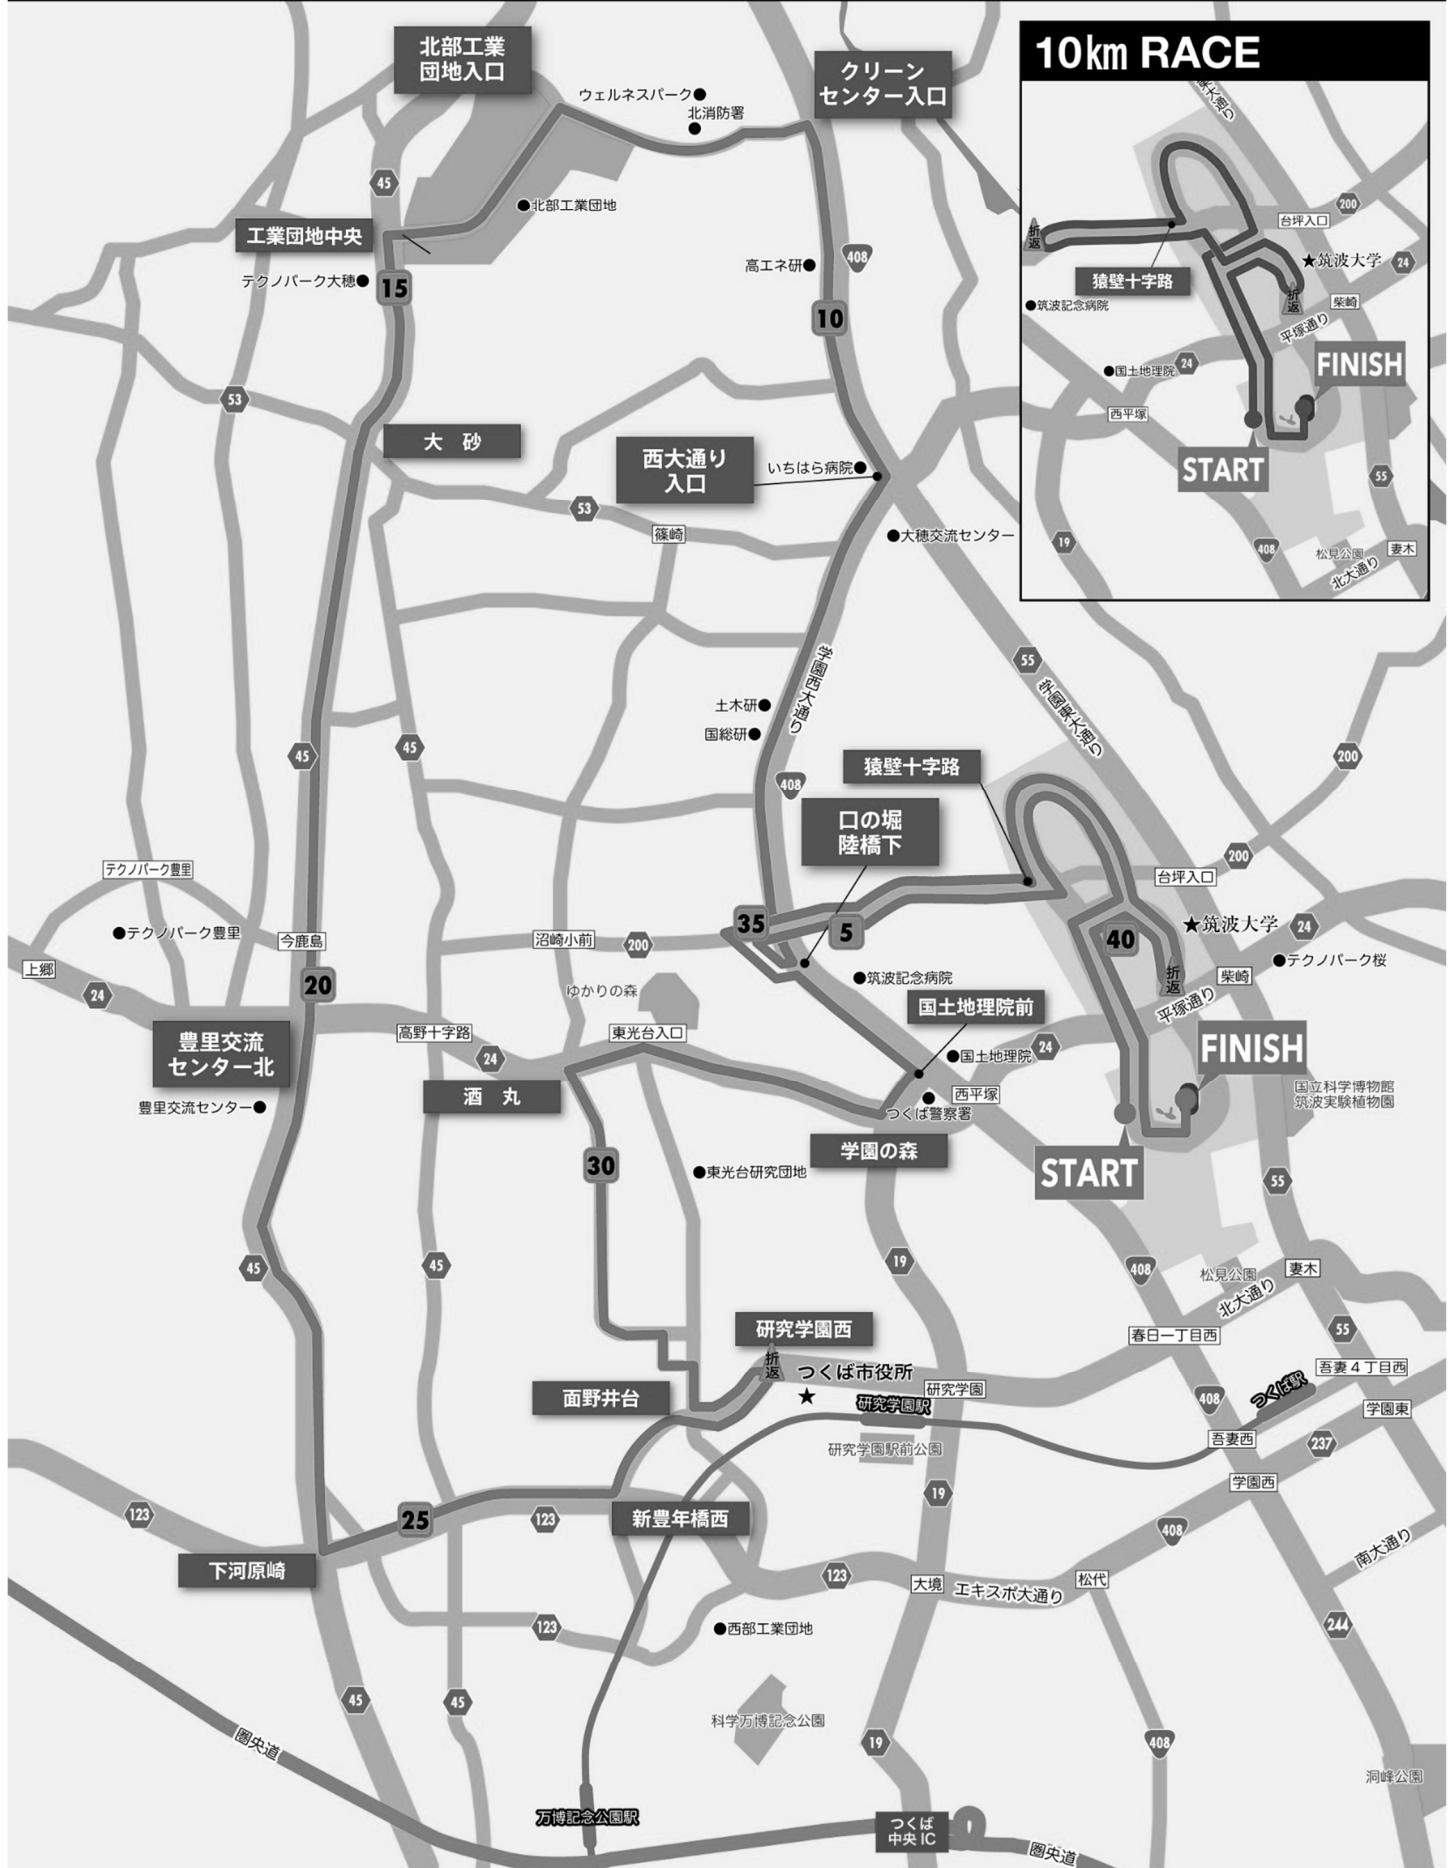 北部工業
団地入口
クリーン
センター入口
ウェルネスパーク
北消防署
45
北部工業団地
工業団地中央
テクノパーク大穂
15
高エネ研
408
10
53
大 砂
西大通り
入口
いちはら病院
53
篠崎
大穂交流センター
55
学園東大通り
学園西大通り
土木研
国総研
45
45
408
200
猿壁十字路
口の堀
陸橋下
テクノパーク豊里
200
台坪入口
35
5
40
筑波大学
24
テクノパーク豊里
今鹿島
沼崎小前
200
上郷
24
20
テクノパーク桜
柴崎
折返
平塚通り
筑波記念病院
ゆかりの森
国土地理院前
豊里交流
センター北
高野十字路
24
東光台入口
国土地理院
24
FINISH
酒 丸
西平塚
つくば警察署
国立科学博物館
筑波実験植物園
豊里交流センター
学園の森
START
30
東光台研究団地
55
45
45
19
408
松見公園
北大通り
妻木
研究学園西
折返
春日一丁目西
55
つくば市役所
吾妻4丁目西
面野井台
研究学園
研究学園駅
つくば駅
408
学園東
研究学園駅前公園
吾妻西
237
学園西
123
25
123
新豊年橋西
19
408
下河原崎
南大通り
123
大境
エキスポ大通り
松代
123
西部工業団地
244
45
45
科学万博記念公園
19
408
圏央道
洞峰公園
万博記念公園駅
つくば
中央IC
圏央道
10km RACE
東大通り
200
台坪入口
折返
筑波大学
24
猿壁十字路
折返
柴崎
筑波記念病院
平塚通り
国土地理院
24
FINISH
西平塚
START
55
19
408
松見公園
北大通り
妻木